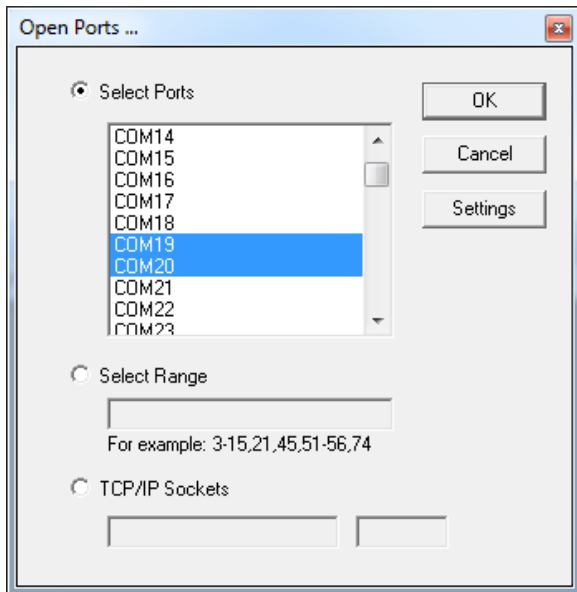 Open Ports ...
Select Ports
OK
COM14
COM15
Cancel
COM16
COM17
Settings
COM18
COM19
COM20
COM21
COM22
COM23
Select Range
For example: 3-15,21,45,51-56,74
TCP/IP Sockets